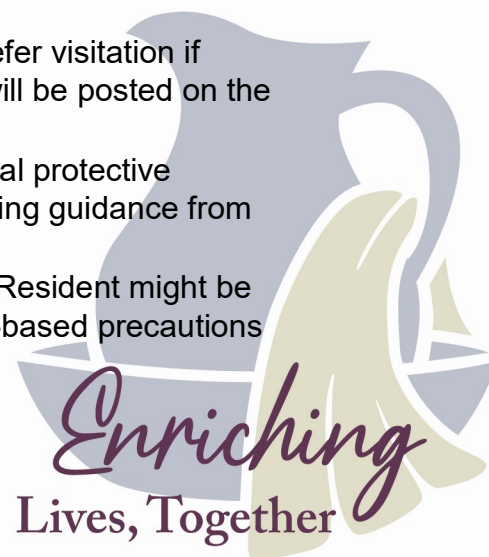 efer visitation if
will be posted on the
al protective
ing guidance from
Resident might be
-based precautions
Enriching
Lives, Together